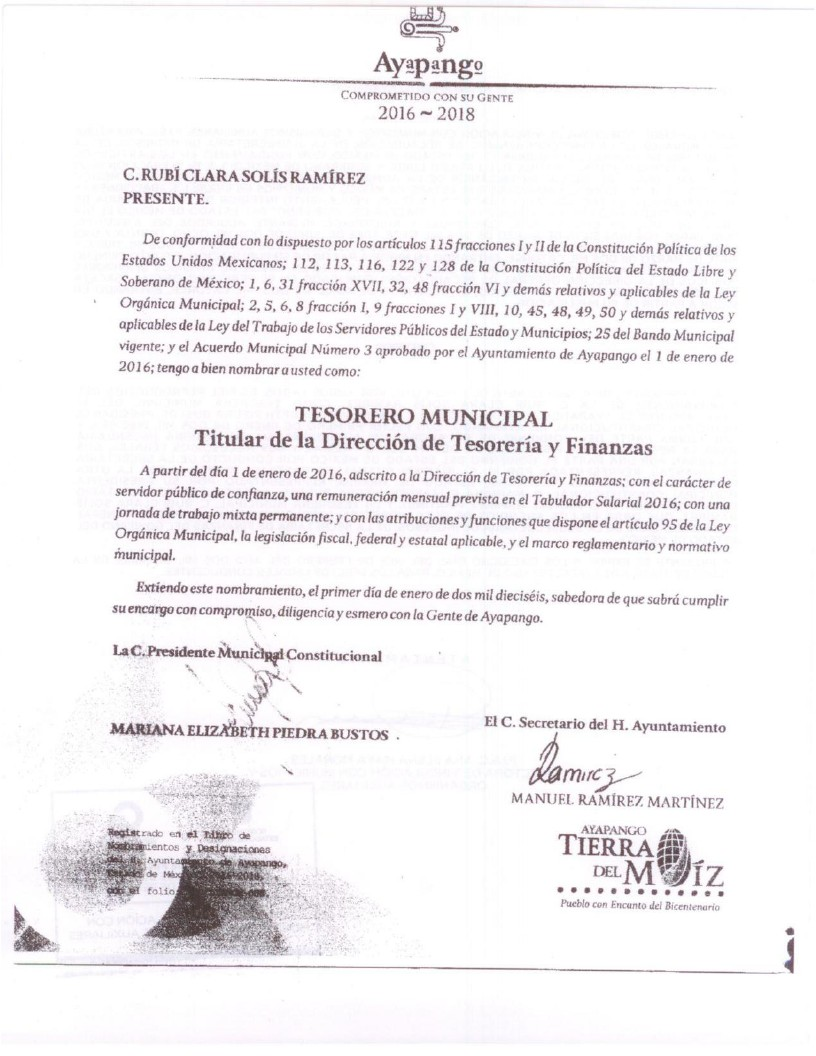 Ayapango
COMPROMETIDO CON SU GENTE
2016 ~ 2018
C. RUBÍ CLARA SOLÍS RAMÍREZ
PRESENTE.
De conformidad con lo dispuesto por los artículos 115 fracciones I y II de la Constitución Política de los
Estados Unidos Mexicanos; 112, 113, 116, 122 y 128 de la Constitución Política del Estado Libre y
Soberano de México; 1, 6, 31 fracción XVII, 32, 48 fracción VI y demás relativos y aplicables de la Ley
Orgánica Municipal; 2, 5, 6, 8 fracción I, 9 fracciones I y VIII, 10, 45, 48, 49, 50 y demás relativos y
aplicables de la Ley del Trabajo de los Servidores Públicos del Estado y Municipios; 25 del Bando Municipal
vigente; y el Acuerdo Municipal Número 3 aprobado por el Ayuntamiento de Ayapango el 1 de enero de
2016; tengo a bien nombrar a usted como:
TESORERO MUNICIPAL
Titular de la Dirección de Tesorería y Finanzas
A partir del día 1 de enero de 2016, adscrito a la Dirección de Tesorería y Finanzas; con el carácter de
servidor público de confianza, una remuneración mensual prevista en el Tabulador Salarial 2016; con una
jornada de trabajo mixta permanente; y con las atribuciones y funciones que dispone el artículo 95 de la Ley
Orgánica Municipal, la legislación fiscal, federal y estatal aplicable, y el marco reglamentario y normativo
municipal.
Extiendo este nombramiento, el primer día de enero de dos mil dieciséis, sabedora de que sabrá cumplir
su encargo con compromiso, diligencia y esmero con la Gente de Ayapango.
La C. Presidente Municipal Constitucional
MARIANA ELIZABETH PIEDRA BUSTOS .
El C. Secretario del H. Ayuntamiento
Ramirez
MANUEL RAMÍREZ MARTÍNEZ
Registrado en el Libro de
Nombramientos y Designaciones
del H. Ayuntamiento de Ayapango,
Estado de México 2016-2018,
con el folio:
AYAPANGO
TIERRA
DEL MAÍZ
Pueblo con Encanto del Bicentenario